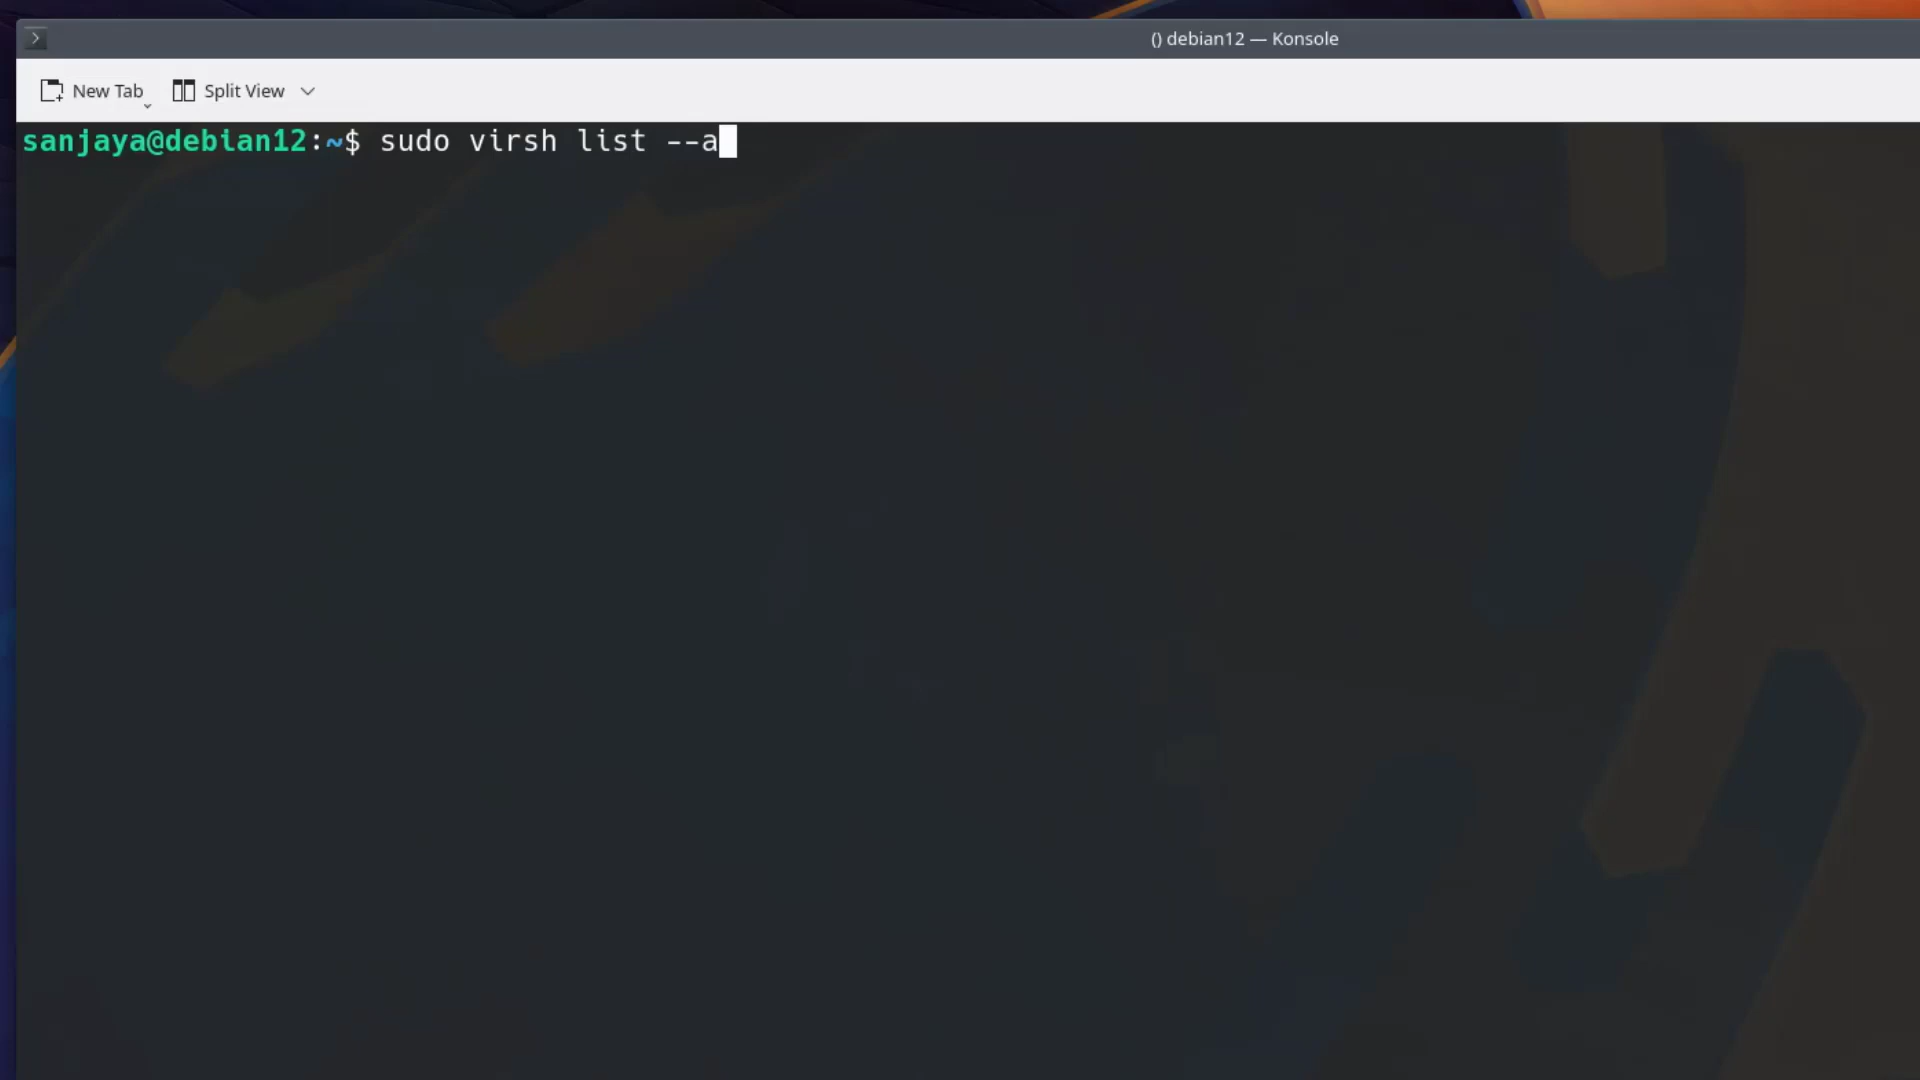 () debian12 — Konsole
New Tab
Split View
sanjaya@debian12:~$ sudo virsh list --a